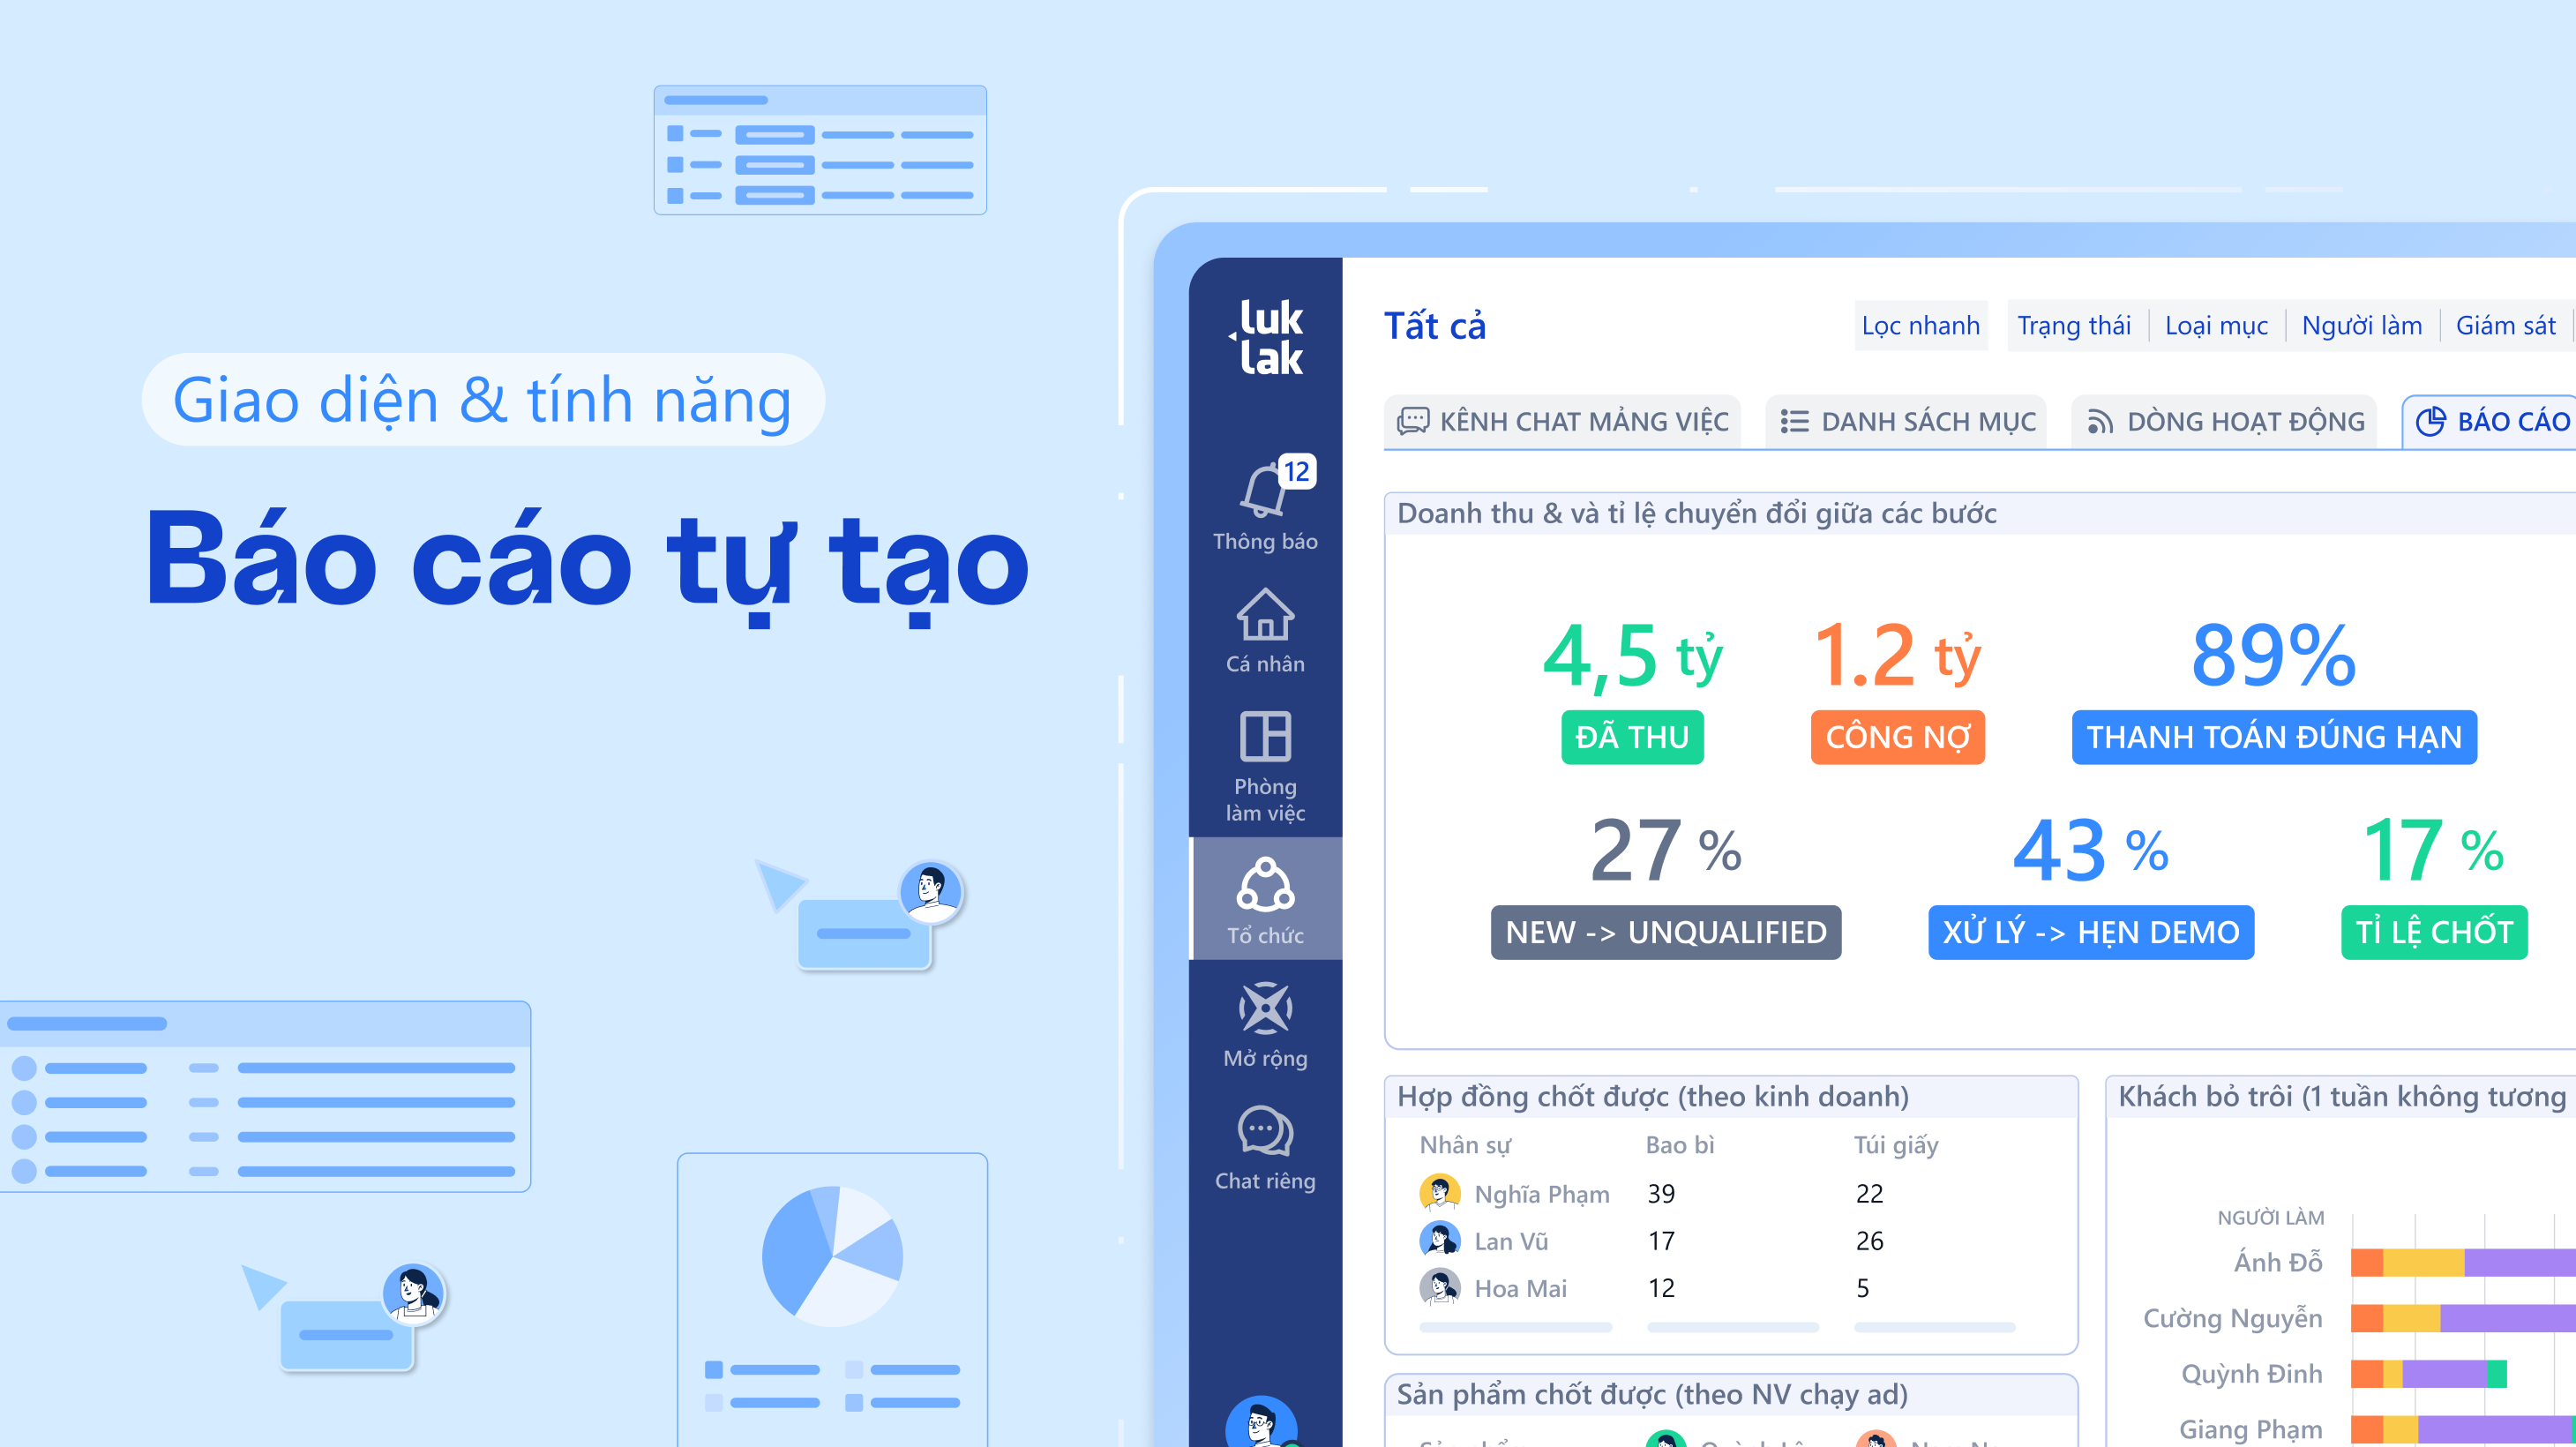 Giao diện & tính năng
Báo cáo tự tạo
luk
lak
12
Thông báo
Cá nhân
Phòng
làm việc
Tổ chức
Mở rộng
Chat riêng
Tất cả
Lọc nhanh
Trạng thái
Loại mục
Người làm
Giám sát
KÊNH CHAT MẢNG VIỆC
DANH SÁCH MỤC
DÒNG HOẠT ĐỘNG
BÁO CÁO
Doanh thu & và tỉ lệ chuyển đổi giữa các bước
4,5 tỷ
ĐÃ THU
1.2 tỷ
CÔNG NỢ
89%
THANH TOÁN ĐÚNG HẠN
27 %
NEW -> UNQUALIFIED
43 %
XỬ LÝ -> HẸN DEMO
17 %
TỈ LỆ CHỐT
Hợp đồng chốt được (theo kinh doanh)
Nhân sự Bao bì Túi giấy
Nghĩa Phạm 39 22
Lan Vũ 17 26
Hoa Mai 12 5
Sản phẩm chốt được (theo NV chạy ad)
Khách bỏ trôi (1 tuần không tương
NGƯỜI LÀM
Ánh Đỗ
Cường Nguyễn
Quỳnh Đinh
Giang Phạm